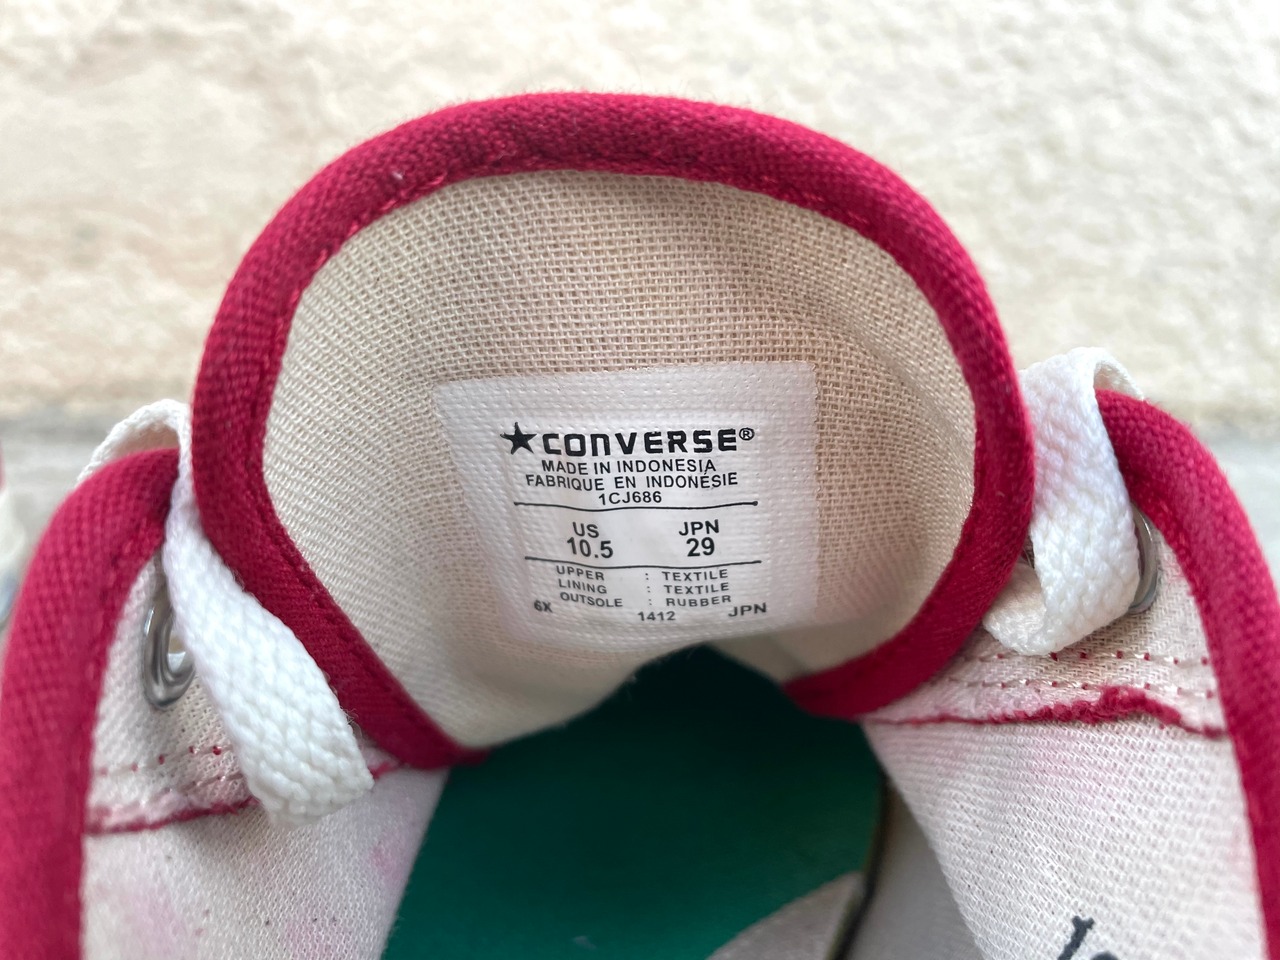 ★CONVERSE®
MADE IN INDONESIA
FABRIQUE EN INDONÉSIE
1CJ686
US JPN
10.5 29
UPPER : TEXTILE
LINING : TEXTILE
OUTSOLE : RUBBER
6X 1412 JPN